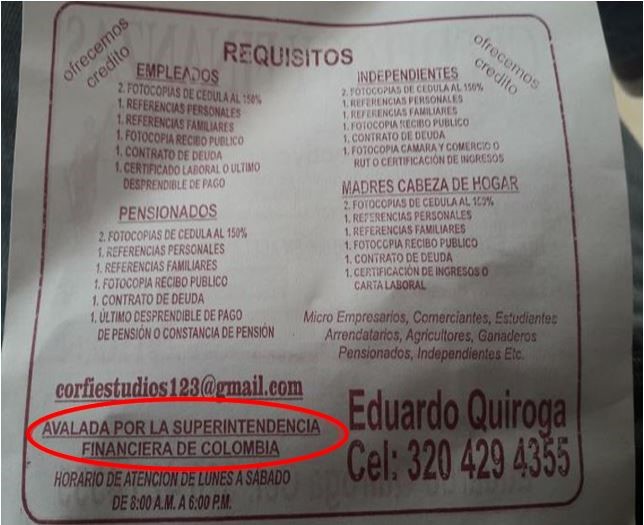 ofrecemos
credito
REQUISITOS
ofrecemos
credito
EMPLEADOS
2. FOTOCOPIAS DE CEDULA AL 150%
1. REFERENCIAS PERSONALES
1. REFERENCIAS FAMILIARES
1. FOTOCOPIA RECIBO PUBLICO
1. CONTRATO DE DEUDA
1. CERTIFICADO LABORAL O ULTIMO
DESPRENDIBLE DE PAGO
PENSIONADOS
2. FOTOCOPIAS DE CEDULA AL 150%
1. REFERENCIAS PERSONALES
1. REFERENCIAS FAMILIARES
1. FOTOCOPIA RECIBO PUBLICO
1. CONTRATO DE DEUDA
1. ÚLTIMO DESPRENDIBLE DE PAGO
DE PENSIÓN O CONSTANCIA DE PENSIÓN
INDEPENDIENTES
2. FOTOCOPIAS DE CEDULA AL 150%
1. REFERENCIAS PERSONALES
1. REFERENCIAS FAMILIARES
1. FOTOCOPIA RECIBO PUBLICO
1. CONTRATO DE DEUDA
1. FOTOCOPIA CAMARA Y COMERCIO O
RUT O CERTIFICACIÓN DE INGRESOS
MADRES CABEZA DE HOGAR
2. FOTOCOPIAS DE CEDULA AL 150%
1. REFERENCIAS PERSONALES
1. REFERENCIAS FAMILIARES
1. FOTOCOPIA RECIBO PUBLICO
1. CONTRATO DE DEUDA
1. CERTIFICACIÓN DE INGRESOS O
CARTA LABORAL
Micro Empresarios, Comerciantes, Estudiantes
Arrendatarios, Agricultores, Ganaderos
Pensionados, Independientes Etc.
corfiestudios123@gmail.com
AVALADA POR LA SUPERINTENDENCIA
FINANCIERA DE COLOMBIA
HORARIO DE ATENCIÓN DE LUNES A SÁBADO
DE 8:00 A.M. A 6:00 P.M.
Eduardo Quiroga
Cel: 320 429 4355